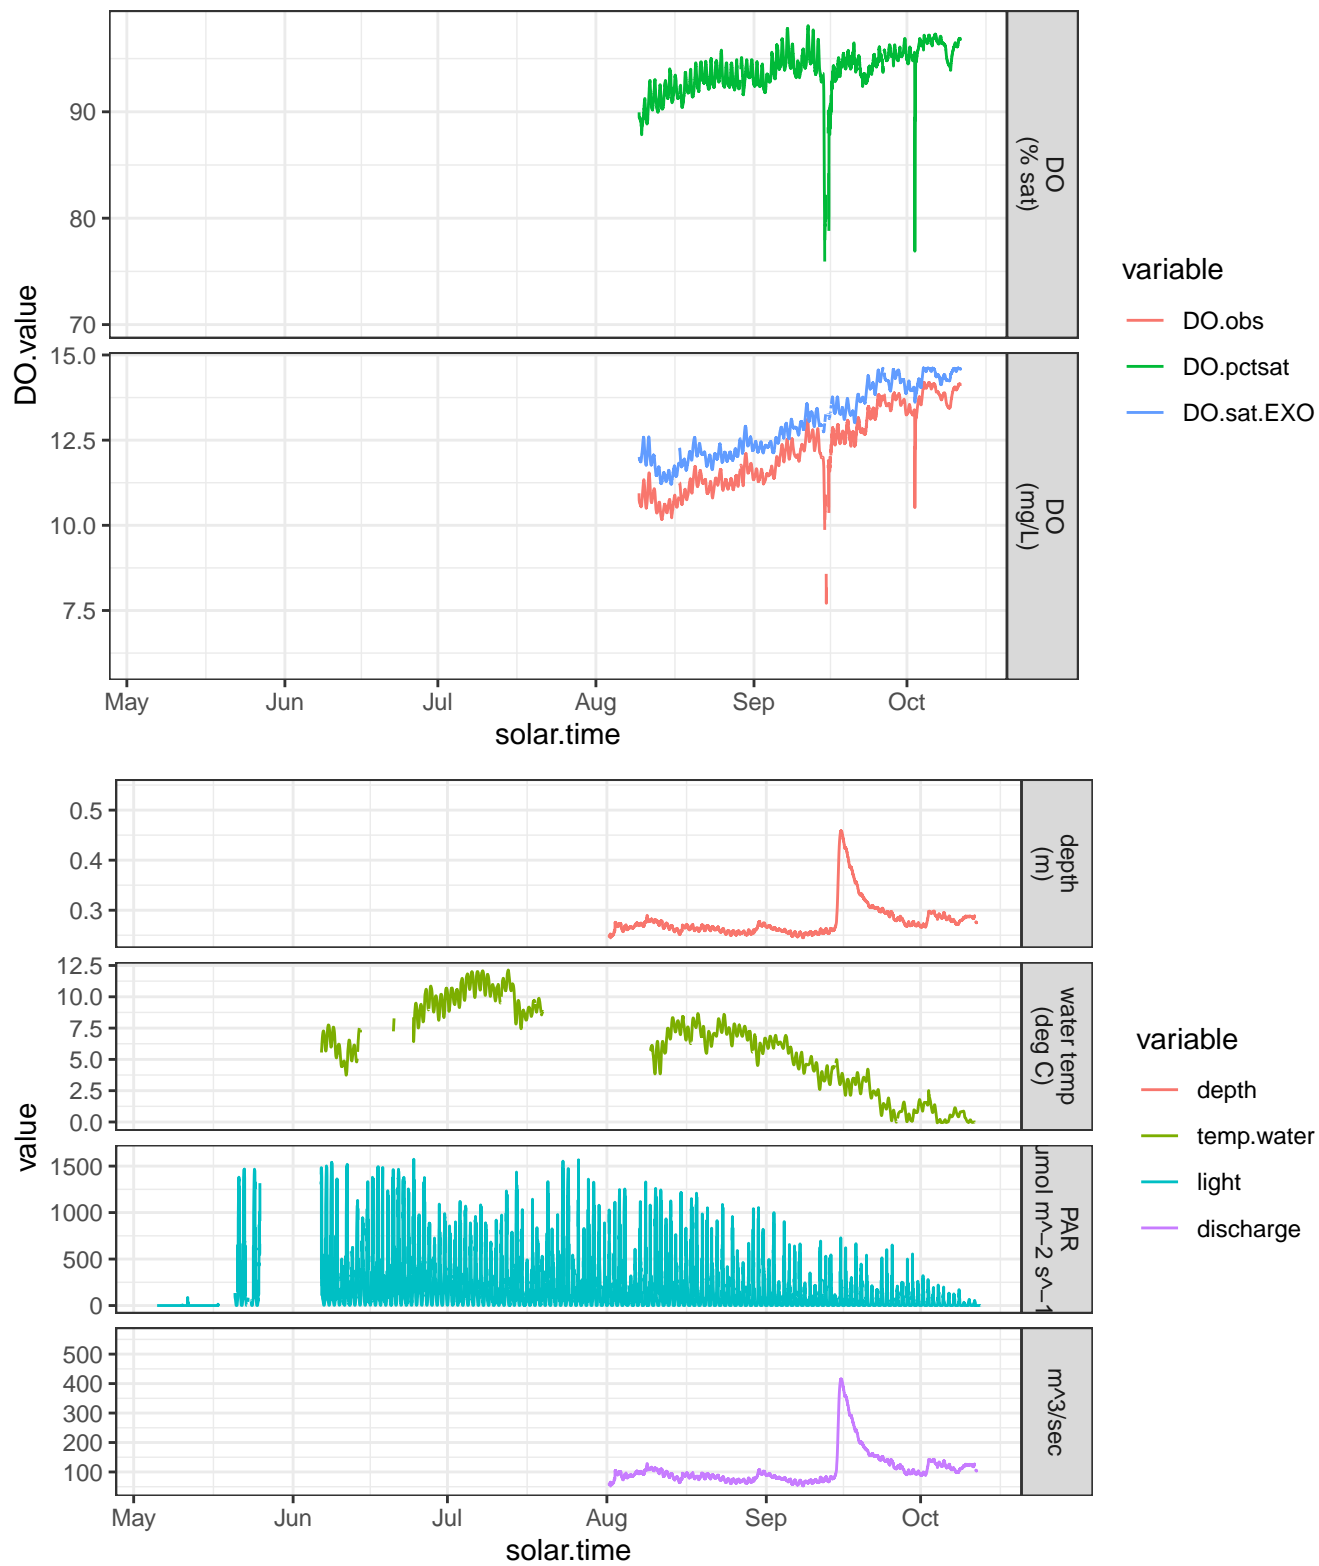 90
80
70
DO
(% sat)
15.0
12.5
10.0
7.5
DO
(mg/L)
DO.value
May Jun Jul Aug Sep Oct
solar.time
variable
DO.obs
DO.pctsat
DO.sat.EXO
0.5
0.4
0.3
depth
(m)
12.5
10.0
7.5
5.0
2.5
0.0
water temp
(deg C)
1500
1000
500
0
PAR
umol m^−2 s^−1
500
400
300
200
100
m^3/sec
value
May Jun Jul Aug Sep Oct
solar.time
variable
depth
temp.water
light
discharge